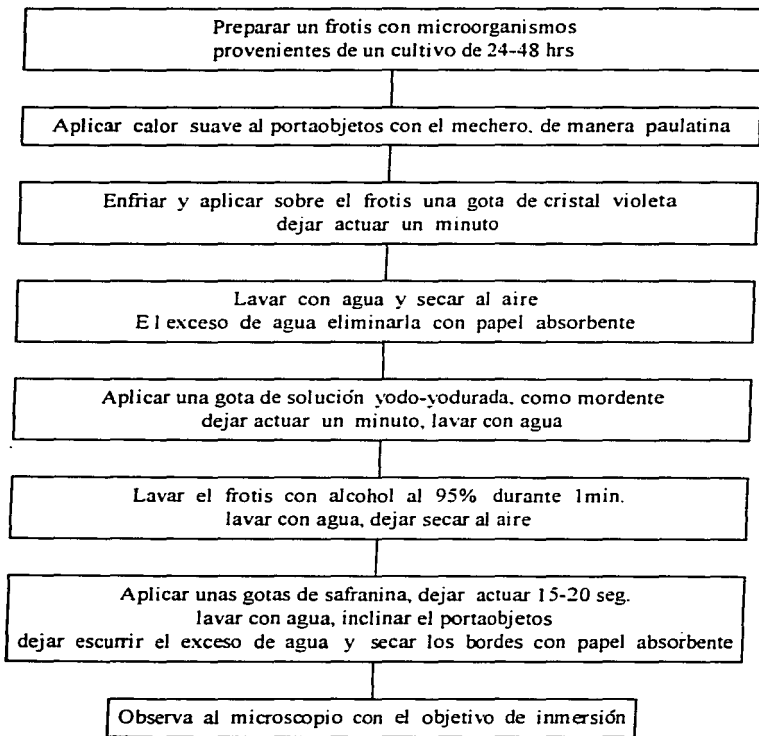 Preparar un frotis con microorganismos
provenientes de un cultivo de 24-48 hrs
Aplicar calor suave al portaobjetos con el mechero. de manera paulatina
Enfriar y aplicar sobre el frotis una gota de cristal violeta
dejar actuar un minuto
Lavar con agua y secar al aire
El exceso de agua eliminarla con papel absorbente
Aplicar una gota de solución yodo-yodurada, como mordente
dejar actuar un minuto, lavar con agua
Lavar el frotis con alcohol al 95% durante 1min.
lavar con agua, dejar secar al aire
Aplicar unas gotas de safranina, dejar actuar 15-20 seg.
lavar con agua, inclinar el portaobjetos
dejar escurrir el exceso de agua y secar los bordes con papel absorbente
Observa al microscopio con el objetivo de inmersión